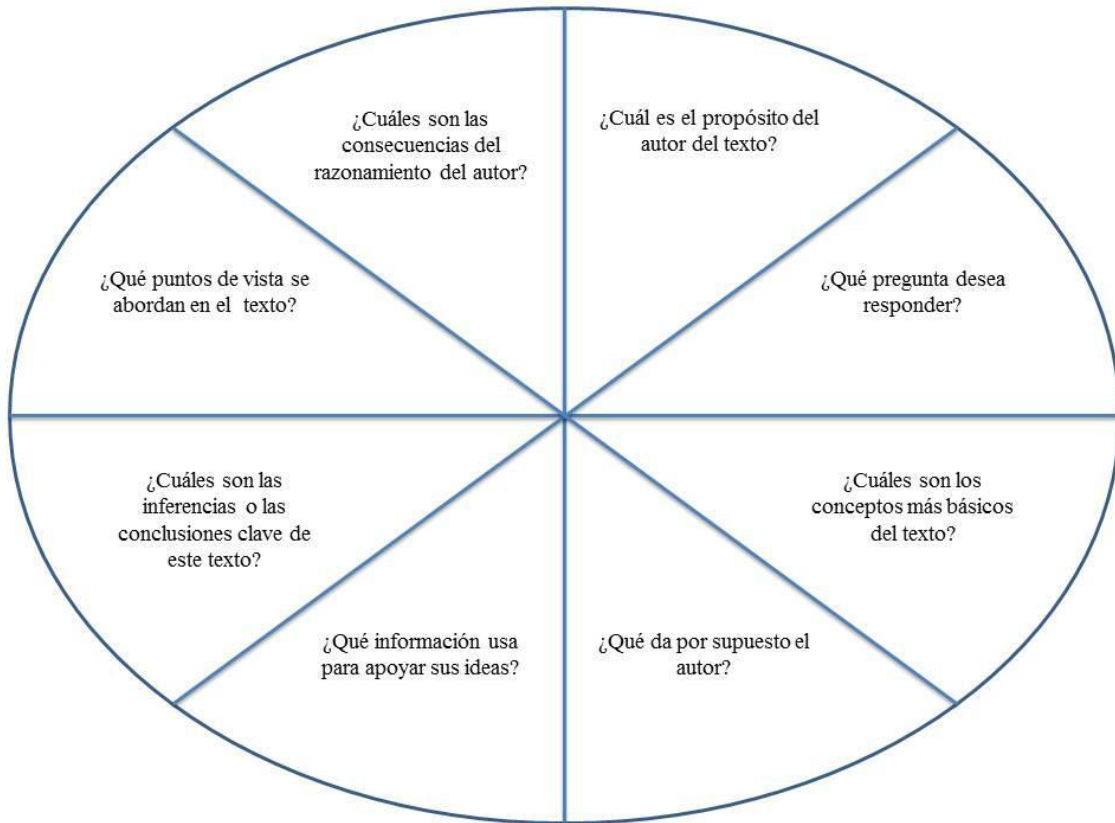 ¿Cuáles son las
consecuencias del
razonamiento del autor?
¿Cuál es el propósito del
autor del texto?
¿Qué puntos de vista se
abordan en el texto?
¿Qué pregunta desea
responder?
¿Cuáles son las
inferencias o las
conclusiones clave de
este texto?
¿Cuáles son los
conceptos más básicos
del texto?
¿Qué información usa
para apoyar sus ideas?
¿Qué da por supuesto el
autor?